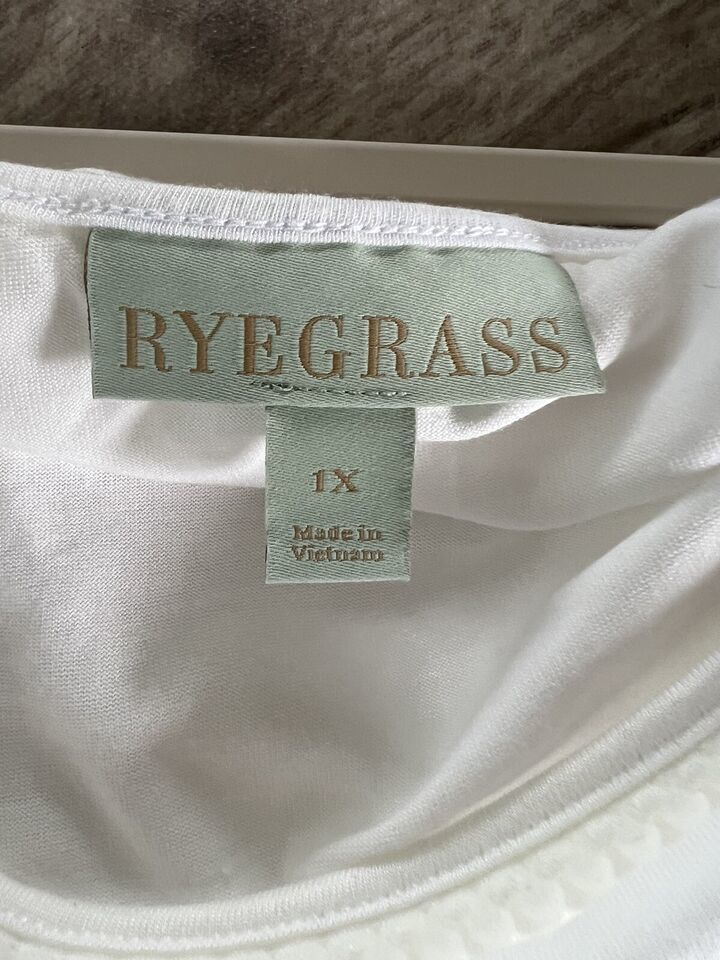 RYEGRASS
1X
Made in
Vietnam